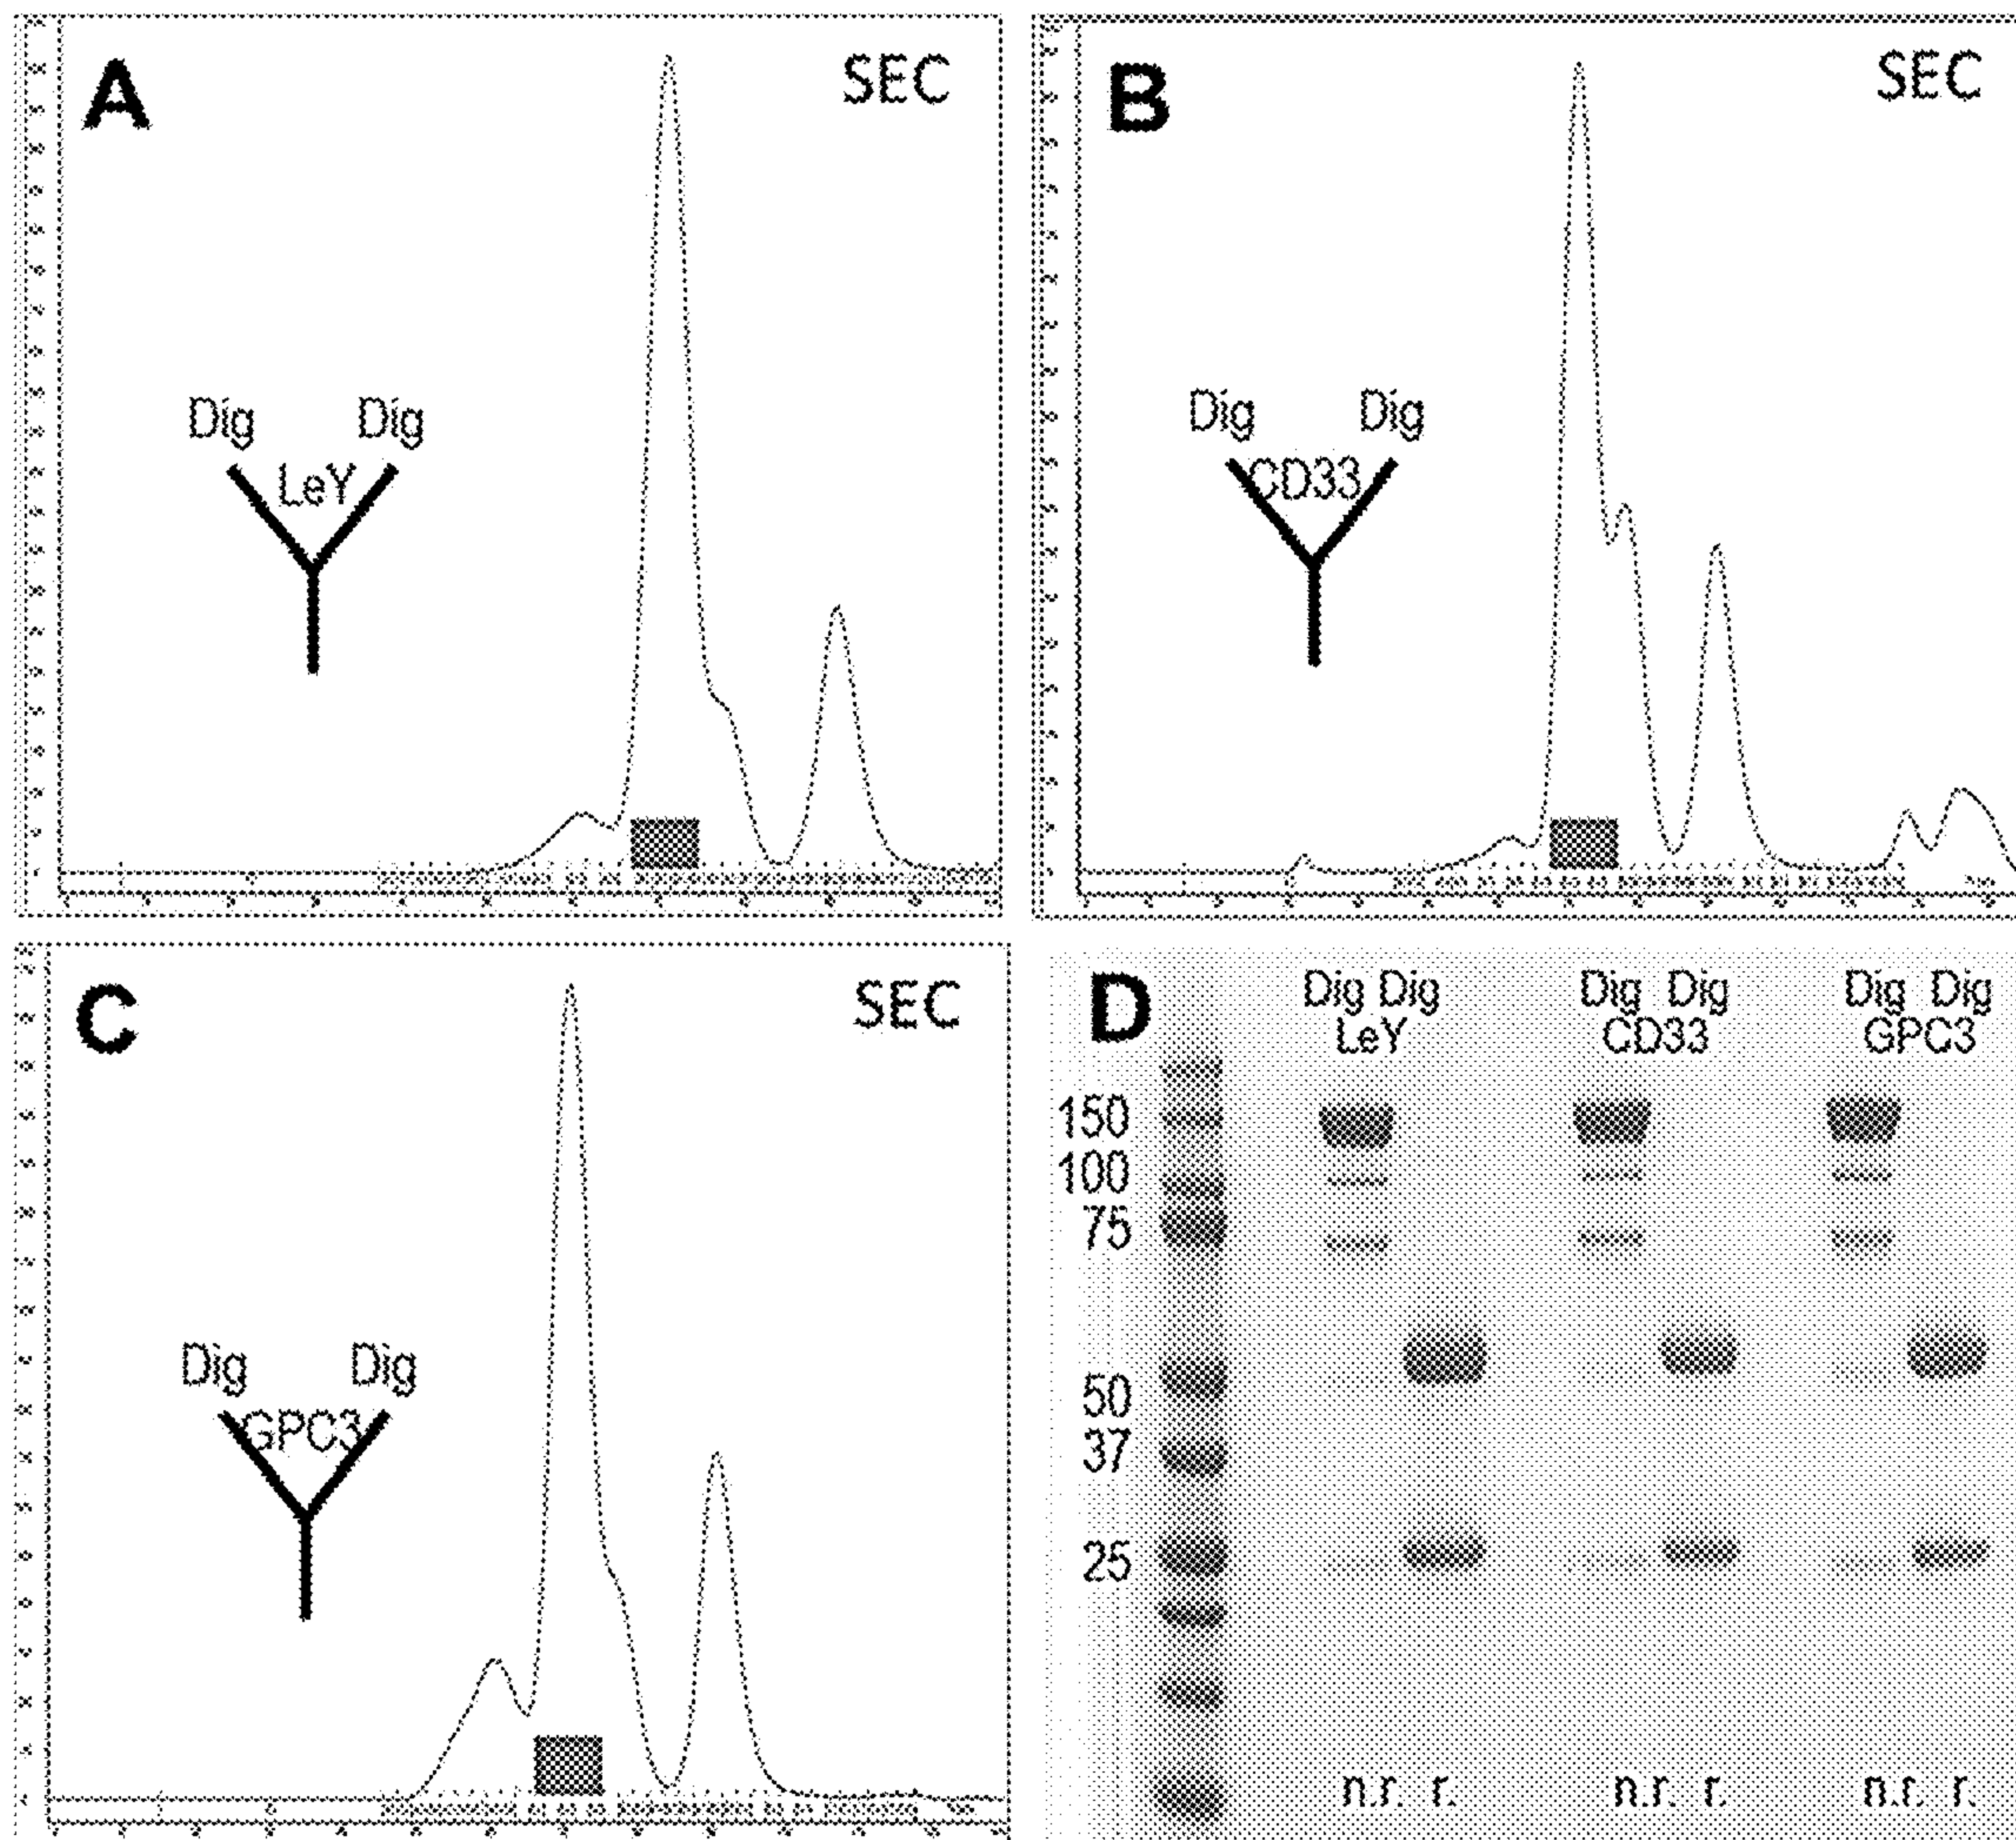 A
SEC
Dig Dig
LeY
B
SEC
Dig Dig
CD33
C
SEC
Dig Dig
GPC3
D
Dig Dig Dig Dig Dig Dig
LeY CD33 GPC3
150
100
75
50
37
25
n.r. r. n.r. r. n.r. r.